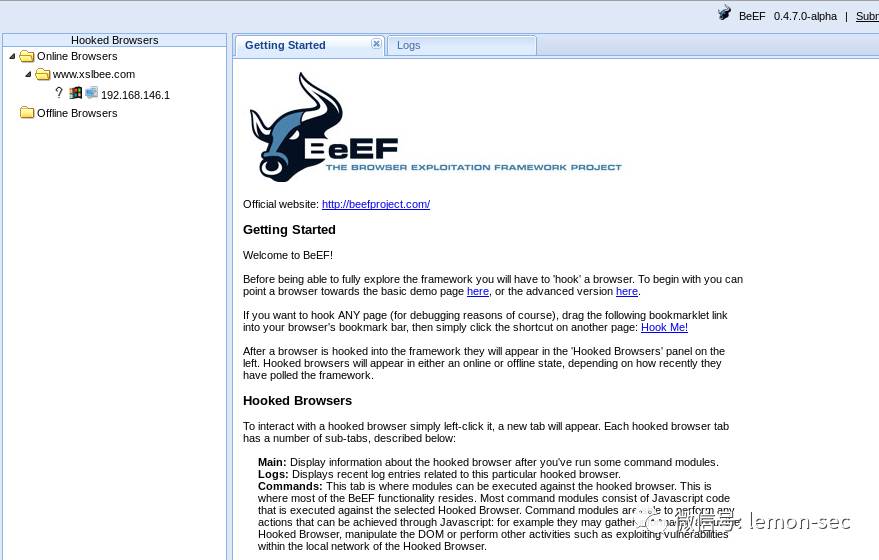 BeEF 0.4.7.0-alpha |
Hooked Browsers
Getting Started
Logs
Online Browsers
www.xslbee.com
? 192.168.146.1
Offline Browsers
BeEF
THE BROWSER EXPLOITATION FRAMEWORK PROJECT
Official website: http://beefproject.com/
Getting Started
Welcome to BeEF!
Before being able to fully explore the framework you will have to 'hook' a browser. To begin with you can
point a browser towards the basic demo page here, or the advanced version here.
If you want to hook ANY page (for debugging reasons of course), drag the following bookmarklet link
into your browser's bookmark bar, then simply click the shortcut on another page: Hook Me!
After a browser is hooked into the framework they will appear in the 'Hooked Browsers' panel on the
left. Hooked browsers will appear in either an online or offline state, depending on how recently they
have polled the framework.
Hooked Browsers
To interact with a hooked browser simply left-click it, a new tab will appear. Each hooked browser tab
has a number of sub-tabs, described below:
Main: Display information about the hooked browser after you've run some command modules.
Logs: Displays recent log entries related to this particular hooked browser.
Commands: This tab is where modules can be executed against the hooked browser. This is
where most of the BeEF functionality resides. Most command modules consist of Javascript code
that is executed against the selected Hooked Browser. Command modules are to perform
actions that can be achieved through Javascript: for example they may gather
Hooked Browser, manipulate the DOM or perform other activities such as exploiting vulnerabilities
within the local network of the Hooked Browser.
微信号: lemon-sec